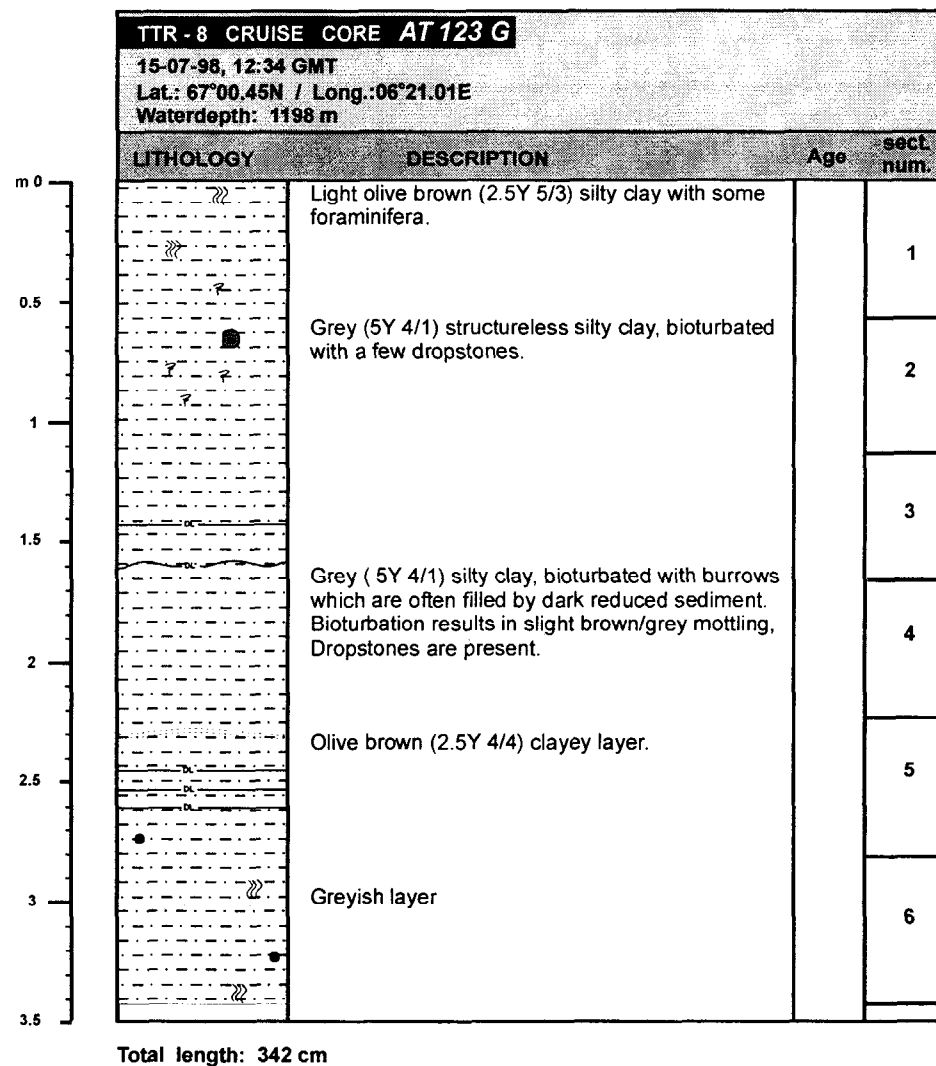 TTR - 8 CRUISE CORE AT 123 G
15-07-98, 12:34 GMT
Lat.: 67°00.45N / Long.:06°21.01E
Waterdepth: 1198 m
LITHOLOGY DESCRIPTION Age sect. num.
m 0
Light olive brown (2.5Y 5/3) silty clay with some
foraminifera.
1
0.5
Grey (5Y 4/1) structureless silty clay, bioturbated
with a few dropstones.
2
1
3
DL
1.5
DL
Grey ( 5Y 4/1) silty clay, bioturbated with burrows
which are often filled by dark reduced sediment.
Bioturbation results in slight brown/grey mottling,
Dropstones are present.
4
2
Olive brown (2.5Y 4/4) clayey layer.
5
DL
2.5
DL
DL
Greyish layer
3
6
3.5
Total length: 342 cm